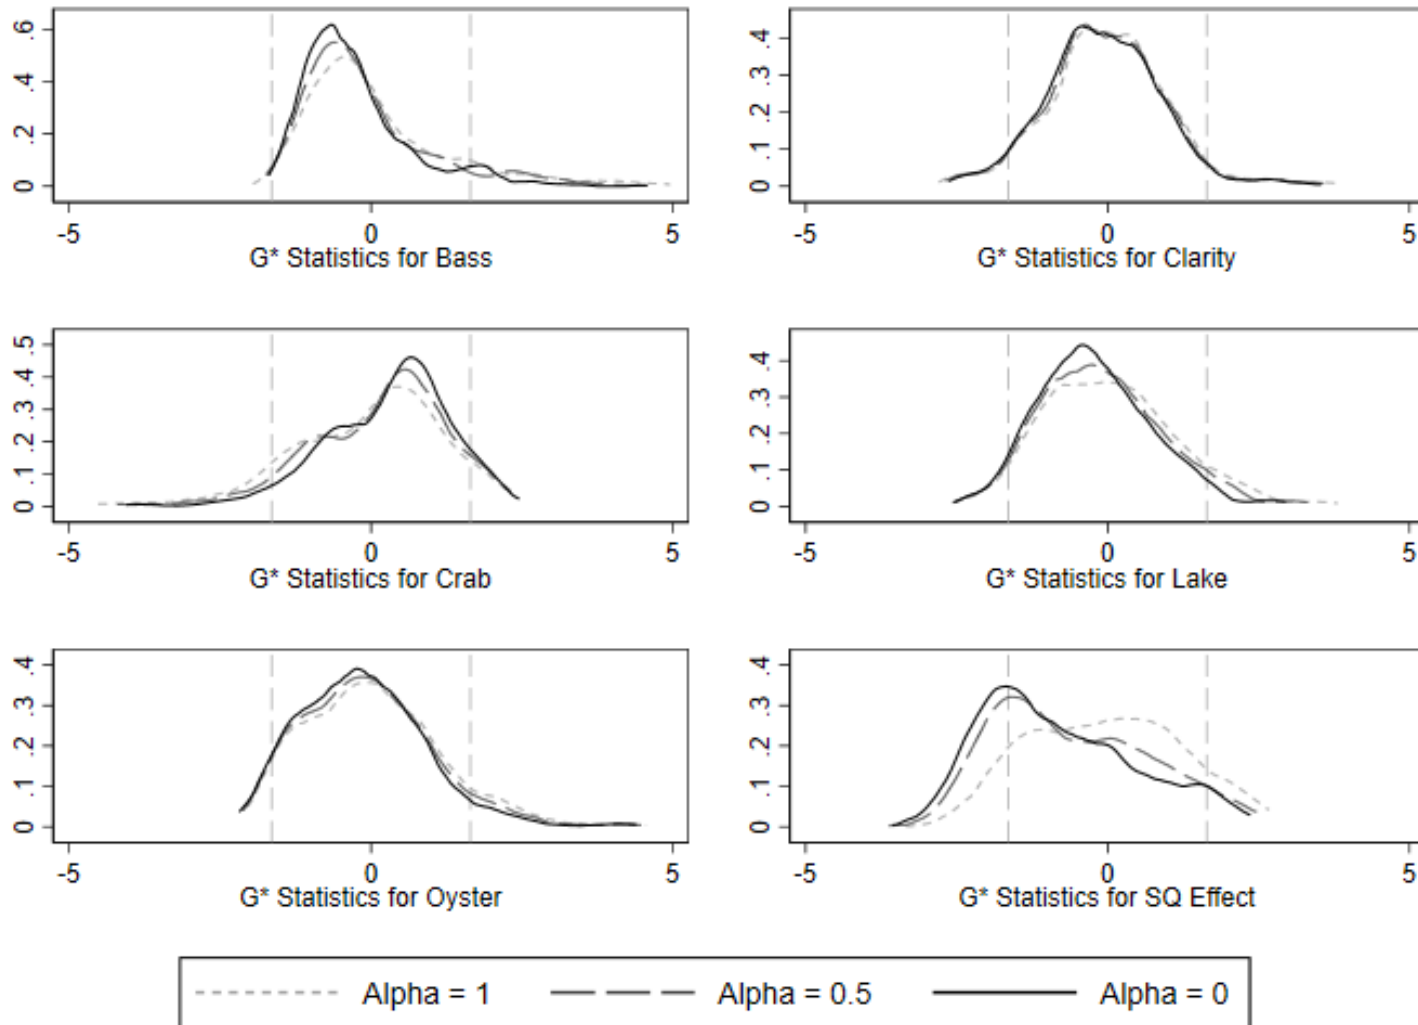 .6
.4
.2
0
-5 0 5
G* Statistics for Bass
.4
.3
.2
.1
0
-5 0 5
G* Statistics for Clarity
.5
.4
.3
.2
.1
0
-5 0 5
G* Statistics for Crab
.4
.3
.2
.1
0
-5 0 5
G* Statistics for Lake
.4
.3
.2
.1
0
-5 0 5
G* Statistics for Oyster
.4
.3
.2
.1
0
-5 0 5
G* Statistics for SQ Effect
Alpha = 1 Alpha = 0.5 Alpha = 0